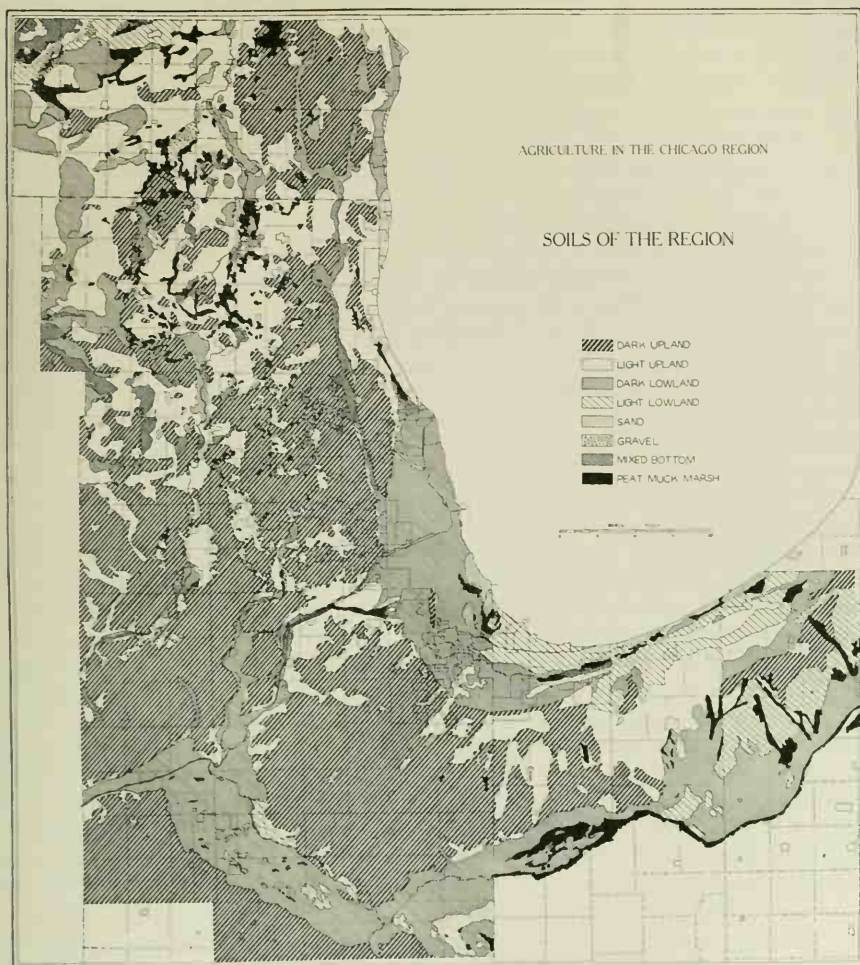 AGRICULTURE IN THE CHICAGO REGION
SOILS OF THE REGION
DARK UPLAND
LIGHT UPLAND
DARK LOWLAND
LIGHT LOWLAND
SAND
GRAVEL
MIXED BOTTOM
PEAT MUCK MARSH